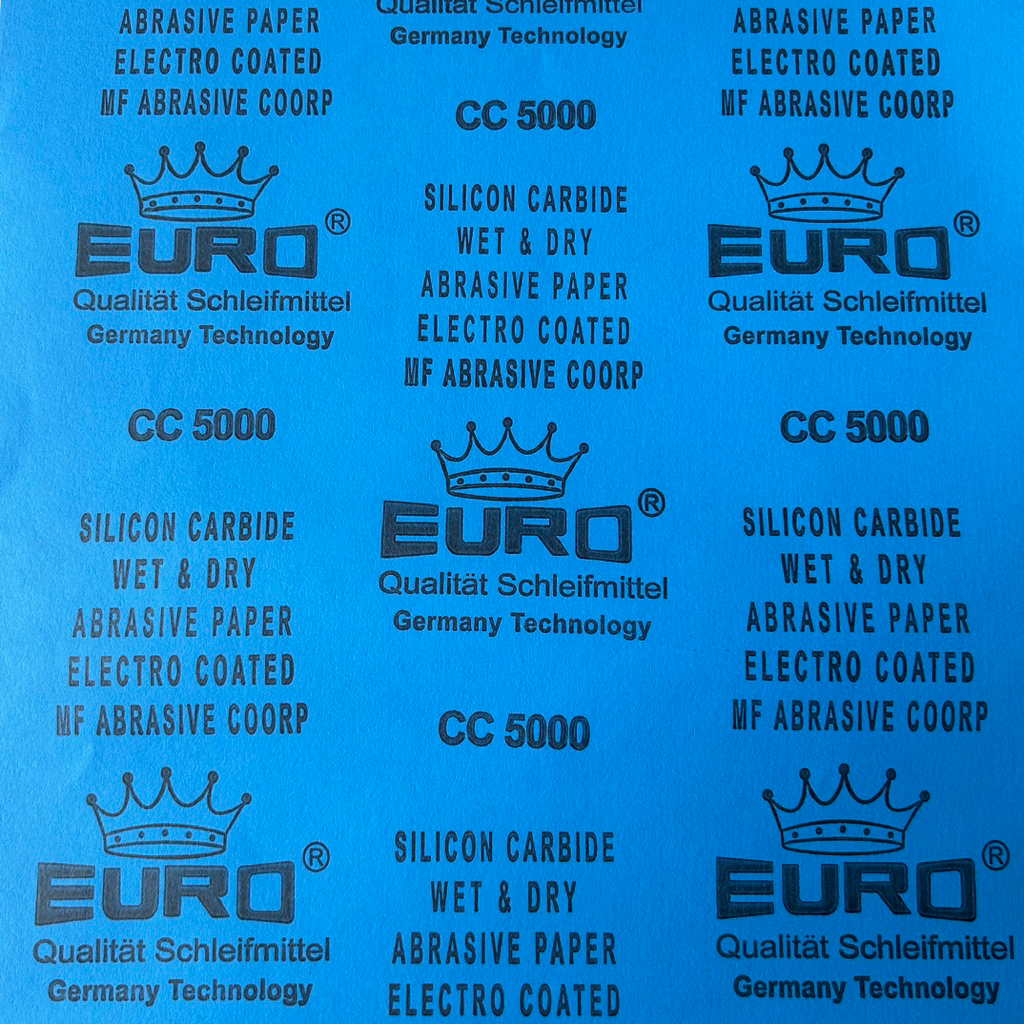 ABRASIVE PAPER
ELECTRO COATED
MF ABRASIVE COORP
EURO®
Qualität Schleifmittel
Germany Technology
CC 5000
SILICON CARBIDE
WET & DRY
ABRASIVE PAPER
ELECTRO COATED
MF ABRASIVE COORP
EURO®
Qualität Schleifmittel
Germany Technology
Qualität Schleifmittel
Germany Technology
CC 5000
SILICON CARBIDE
WET & DRY
ABRASIVE PAPER
ELECTRO COATED
MF ABRASIVE COORP
EURO®
Qualität Schleifmittel
Germany Technology
CC 5000
SILICON CARBIDE
WET & DRY
ABRASIVE PAPER
ELECTRO COATED
ABRASIVE PAPER
ELECTRO COATED
MF ABRASIVE COORP
EURO®
Qualität Schleifmittel
Germany Technology
CC 5000
SILICON CARBIDE
WET & DRY
ABRASIVE PAPER
ELECTRO COATED
MF ABRASIVE COORP
EURO®
Qualität Schleifmittel
Germany Technology